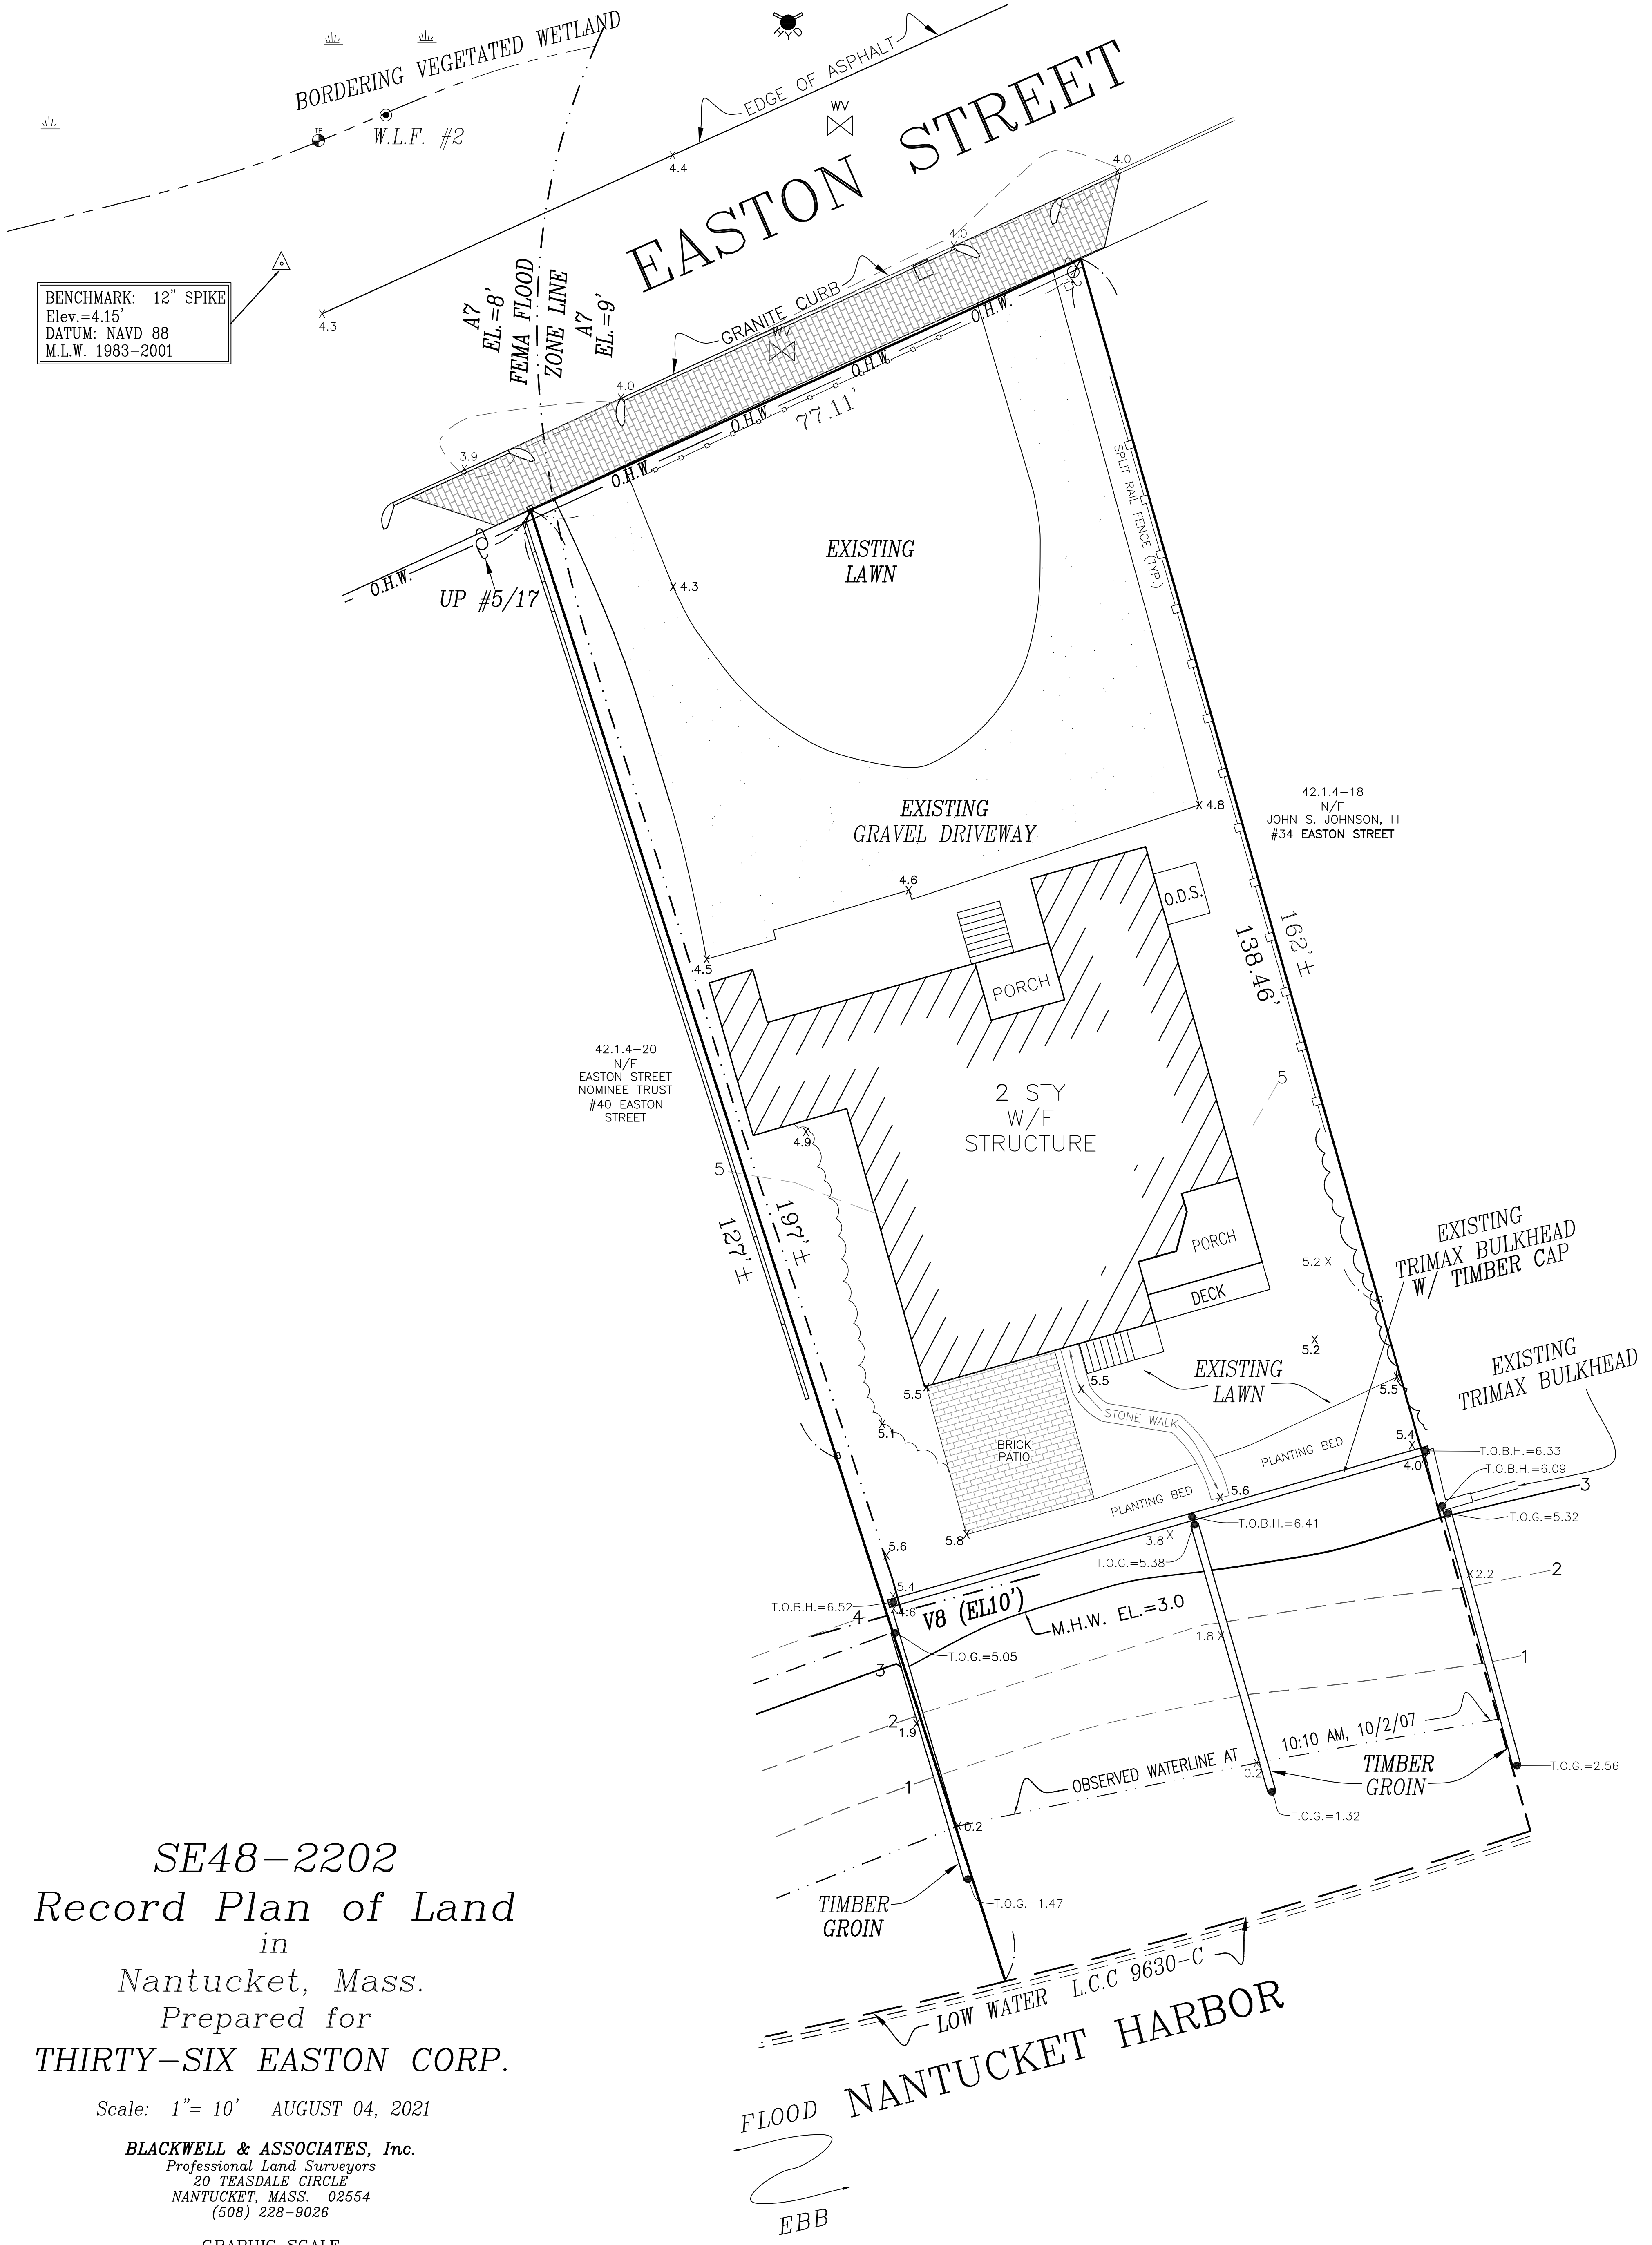 BORDERING VEGETATED WETLAND
HYD
EDGE OF ASPHALT
WV
TP
W.L.F. #2
4.4
EASTON STREET
4.0
4.0
BENCHMARK: 12" SPIKE
Elev.=4.15'
DATUM: NAVD 88
M.L.W. 1983-2001
4.3
A7
EL.=8'
FEMA FLOOD
ZONE LINE
A7
EL.=9'
GRANITE CURB
WV
O.H.W.
O.H.W.
O.H.W.
O.H.W.
O.H.W.
77.11'
4.0
3.9
UP #5/17
SPLIT RAIL FENCE (TYP.)
EXISTING
LAWN
4.3
EXISTING
GRAVEL DRIVEWAY
4.8
42.1.4-18
N/F
JOHN S. JOHNSON, III
#34 EASTON STREET
4.6
O.D.S.
4.5
PORCH
138.46'
162'±
42.1.4-20
N/F
EASTON STREET
NOMINEE TRUST
#40 EASTON
STREET
2 STY
W/F
STRUCTURE
5
4.9
5
127'±
197'±
PORCH
DECK
5.2
5.2
EXISTING
TRIMAX BULKHEAD
W/ TIMBER CAP
EXISTING
TRIMAX BULKHEAD
EXISTING
LAWN
5.5
5.5
5.5
STONE WALK
5.1
BRICK
PATIO
PLANTING BED
PLANTING BED
5.4
4.0
T.O.B.H.=6.33
T.O.B.H.=6.09
3
T.O.G.=5.32
5.6
5.8
T.O.B.H.=6.41
3.8
T.O.G.=5.38
5.6
5.4
T.O.B.H.=6.52
4.6
4
V8 (EL10')
M.H.W. EL.=3.0
2.2
2
T.O.G.=5.05
1.8
3
1
2
1.9
1
OBSERVED WATERLINE AT
10:10 AM, 10/2/07
0.2
TIMBER
GROIN
T.O.G.=2.56
T.O.G.=1.32
0.2
TIMBER
GROIN
T.O.G.=1.47
LOW WATER L.C.C 9630-C
NANTUCKET HARBOR
FLOOD
EBB
SE48-2202
Record Plan of Land
in
Nantucket, Mass.
Prepared for
THIRTY-SIX EASTON CORP.
Scale: 1"= 10' AUGUST 04, 2021
BLACKWELL & ASSOCIATES, Inc.
Professional Land Surveyors
20 TEASDALE CIRCLE
NANTUCKET, MASS. 02554
(508) 228-9026
GRAPHIC SCALE